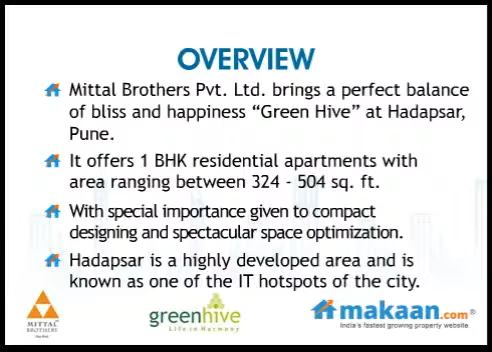 OVERVIEW
Mittal Brothers Pvt. Ltd. brings a perfect balance
of bliss and happiness “Green Hive” at Hadapsar,
Pune.
It offers 1 BHK residential apartments with
area ranging between 324 - 504 sq. ft.
With special importance given to compact
designing and spectacular space optimization.
Hadapsar is a highly developed area and is
known as one of the IT hotspots of the city.
MITTAL
BROTHERS
greenhive
Life in Harmony
makaan.com®
India's fastest growing property website